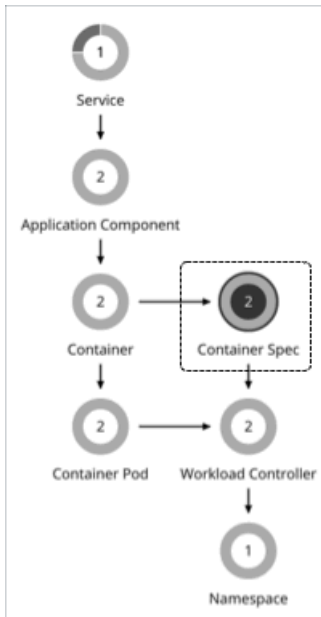 1
Service
2
Application Component
2
2
Container
Container Spec
2
2
Container Pod
Workload Controller
1
Namespace